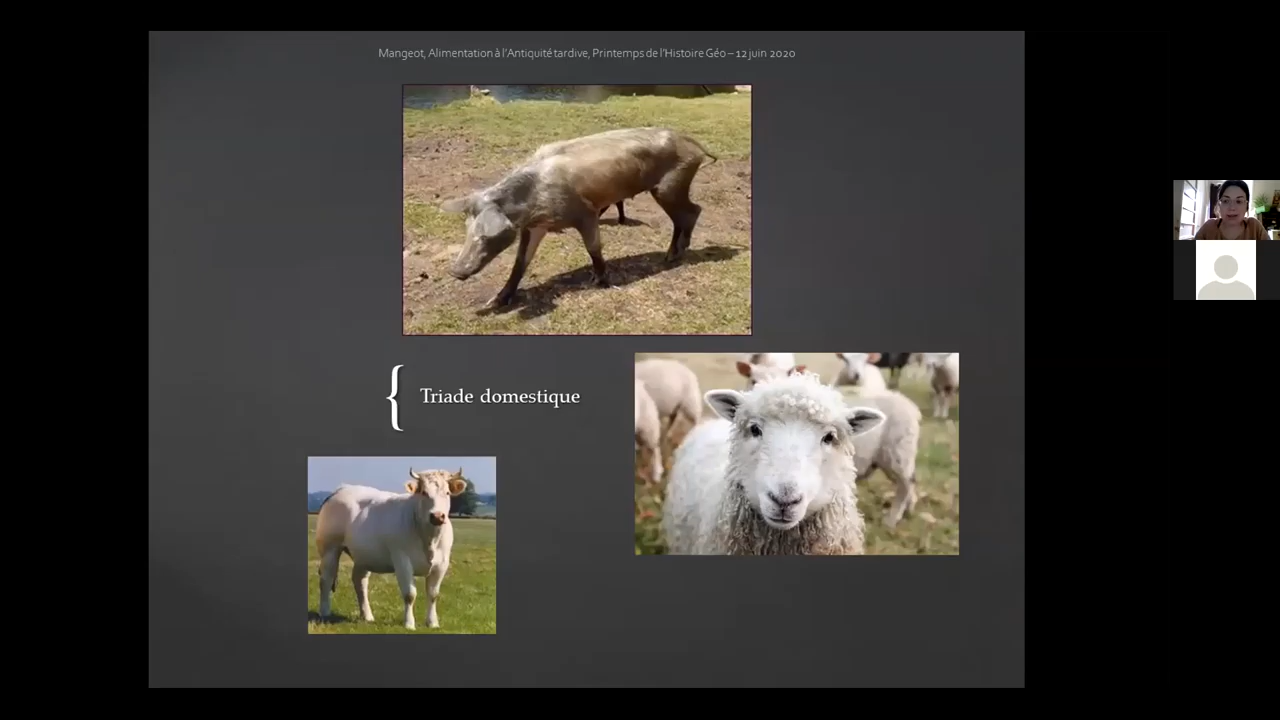 Mangeot, Alimentation à l'Antiquité tardive, Printemps de l'Histoire Géo – 12 juin 2020
Triade domestique